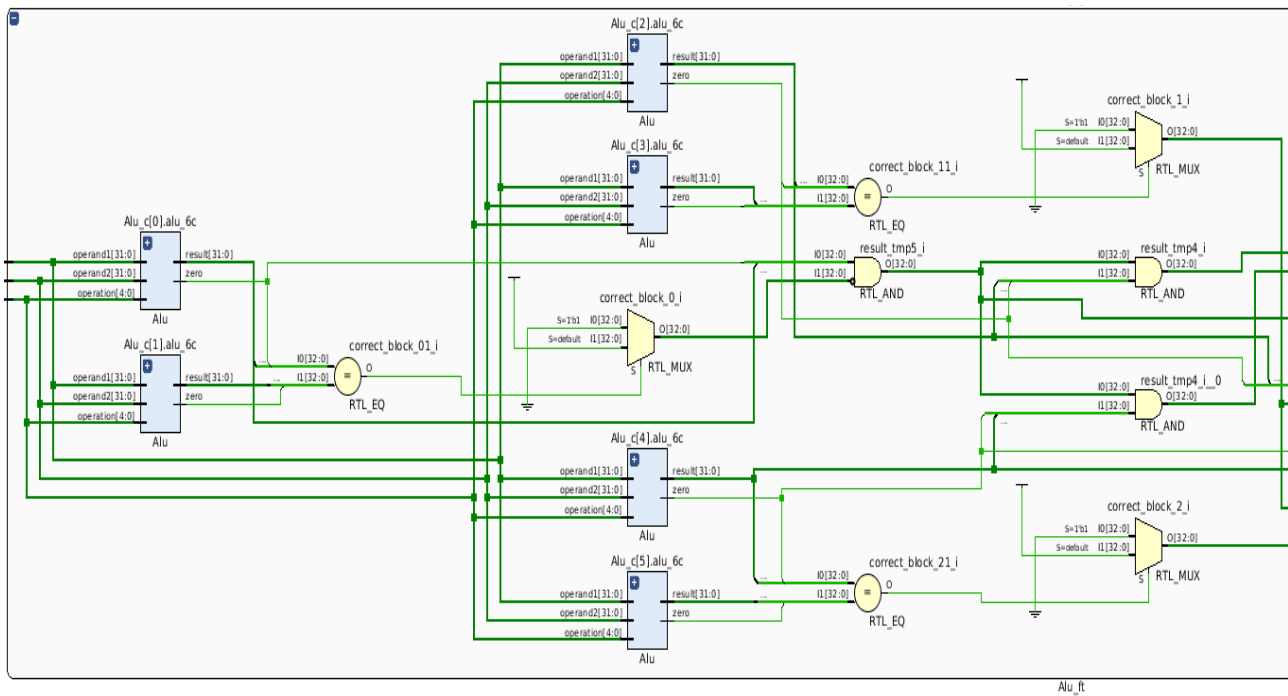 Alu_c[2].alu_6c
operand1[31:0]
result[31:0]
operand2[31:0]
zero
operation[4:0]
Alu
Alu_c[3].alu_6c
operand1[31:0]
result[31:0]
operand2[31:0]
zero
operation[4:0]
Alu
correct_block_11_i
I0[32:0]
O
I1[32:0]
RTL_EQ
...
correct_block_1_i
S=1'b1
I0[32:0]
O[32:0]
S=default
I1[32:0]
S
RTL_MUX
Alu_c[0].alu_6c
operand1[31:0]
result[31:0]
operand2[31:0]
zero
operation[4:0]
Alu
Alu_c[1].alu_6c
operand1[31:0]
result[31:0]
operand2[31:0]
zero
operation[4:0]
Alu
correct_block_01_i
...
I0[32:0]
O
...
I1[32:0]
RTL_EQ
correct_block_0_i
S=1'b1
I0[32:0]
O[32:0]
S=default
I1[32:0]
S
RTL_MUX
result_tmp5_i
I0[32:0]
O[32:0]
...
I1[32:0]
RTL_AND
result_tmp4_i
I0[32:0]
O[32:0]
I1[32:0]
...
RTL_AND
result_tmp4_i__0
I0[32:0]
O[32:0]
I1[32:0]
...
RTL_AND
Alu_c[4].alu_6c
operand1[31:0]
result[31:0]
operand2[31:0]
zero
operation[4:0]
Alu
Alu_c[5].alu_6c
operand1[31:0]
result[31:0]
operand2[31:0]
zero
operation[4:0]
Alu
correct_block_21_i
...
I0[32:0]
O
...
I1[32:0]
RTL_EQ
correct_block_2_i
S=1'b1
I0[32:0]
O[32:0]
S=default
I1[32:0]
S
RTL_MUX
Alu_ft